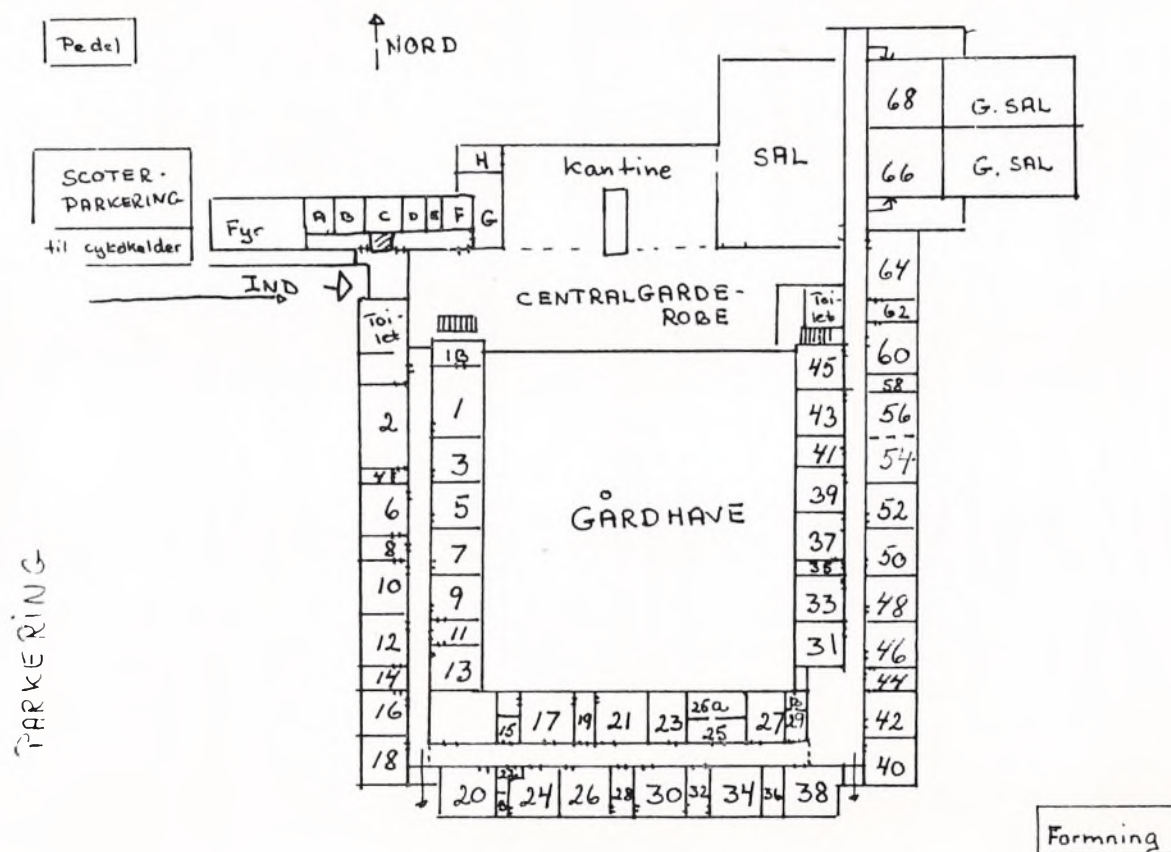 Pedel
NORD
SCOTER-
PARKERING
til cykelkælder
Fyr
A
B
C
D
E
F
G
H
Kantine
SAL
68
G. SAL
66
G. SAL
IND
CENTRALGARDE-
ROBE
Toi-
let
Toi-
let
1B
2
4
6
8
10
12
14
16
18
1
3
5
7
9
11
13
GÅRDHAVE
45
43
41
39
37
35
33
31
64
62
60
58
56
54
52
50
48
46
44
42
40
15
17
19
21
23
26a
25
27
29
20
24
26
28
30
32
34
36
38
PARKERING
Formning